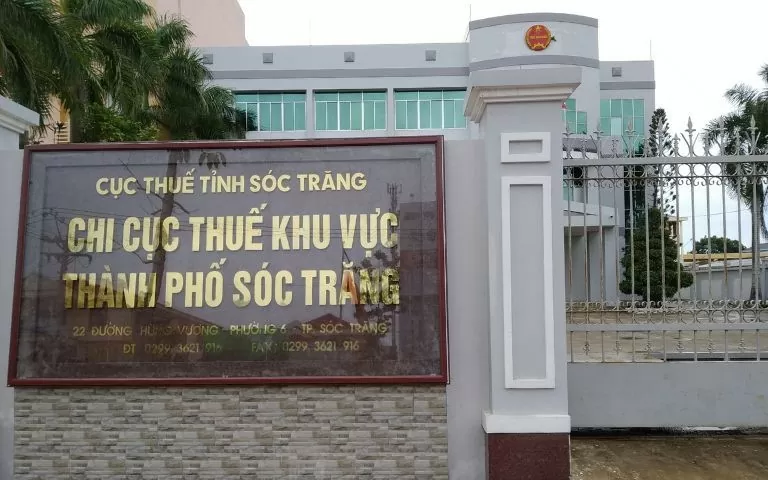 CỤC THUẾ TỈNH SÓC TRĂNG
CHI CỤC THUẾ KHU VỰC
THÀNH PHỐ SÓC TRĂNG
22 ĐƯỜNG HÙNG VƯƠNG - PHƯỜNG 6 - TP. SÓC TRĂNG
ĐT: 0299. 3621 916 FAX: 0299. 3621 916